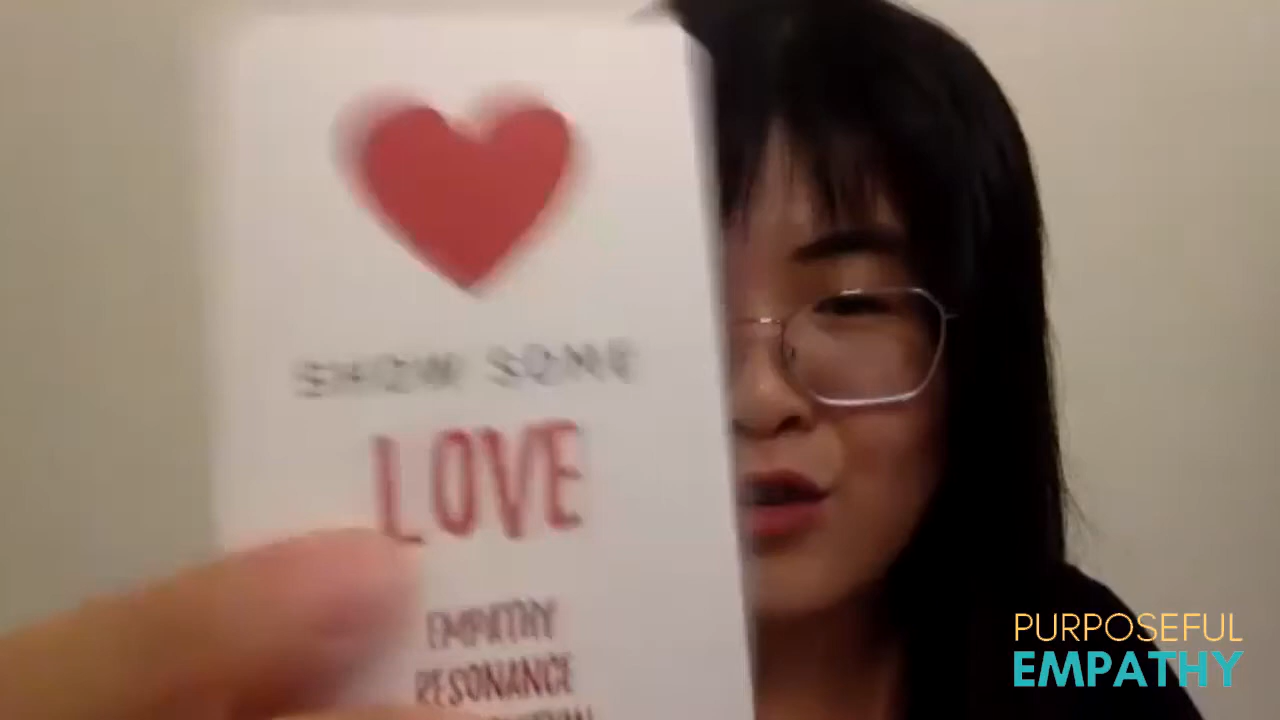 SHOW SOME
LOVE
EMPATHY
RESONANCE
PURPOSEFUL
EMPATHY